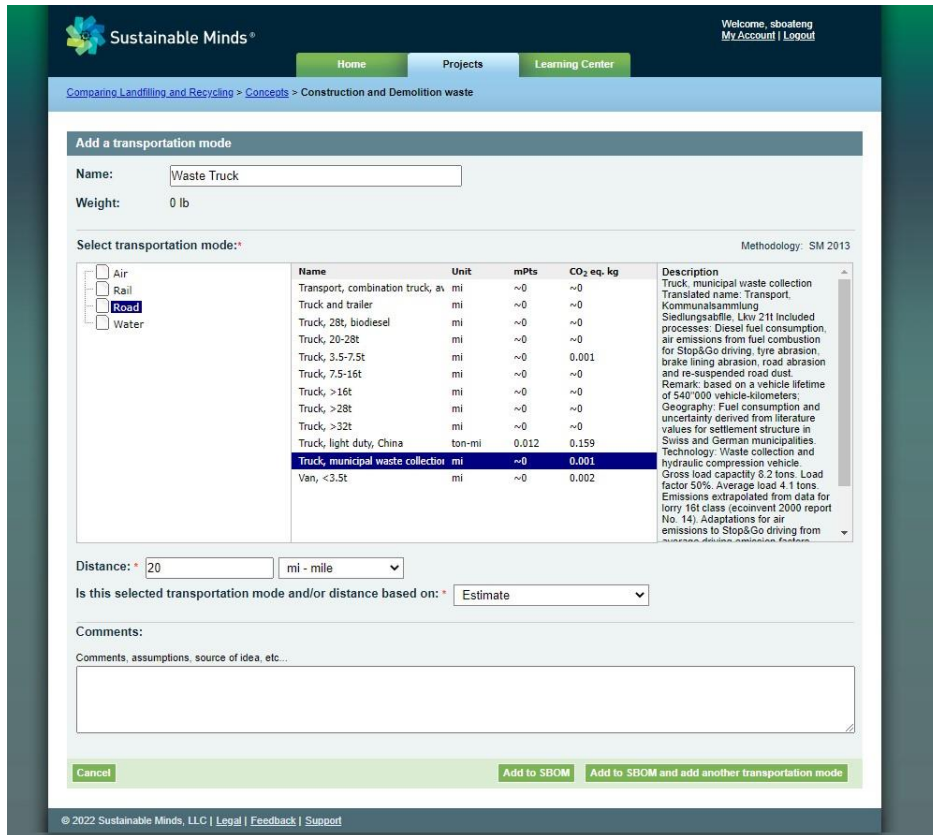 Sustainable Minds®
Welcome, sboateng
My Account | Logout
Home Projects Learning Center
Comparing Landfilling and Recycling > Concepts > Construction and Demolition waste
Add a transportation mode
Name: Waste Truck
Weight: 0 lb
Select transportation mode:*
Methodology: SM 2013
Air
Rail
Road
Water
Name Unit mPts CO₂ eq. kg
Transport, combination truck, av mi ~0 ~0
Truck and trailer mi ~0 ~0
Truck, 28t, biodiesel mi ~0 ~0
Truck, 20-28t mi ~0 ~0
Truck, 3.5-7.5t mi ~0 0.001
Truck, 7.5-16t mi ~0 ~0
Truck, >16t mi ~0 ~0
Truck, >28t mi ~0 ~0
Truck, >32t mi ~0 ~0
Truck, light duty, China ton-mi 0.012 0.159
Truck, municipal waste collection mi ~0 0.001
Van, <3.5t mi ~0 0.002
Description
Truck, municipal waste collection
Translated name: Transport,
Kommunalsammlung
Siedlungsabflle, Lkw 21t Included
processes: Diesel fuel consumption,
air emissions from fuel combustion
for Stop&Go driving, tyre abrasion,
brake lining abrasion, road abrasion
and re-suspended road dust.
Remark: based on a vehicle lifetime
of 540"000 vehicle-kilometers;
Geography: Fuel consumption and
uncertainty derived from literature
values for settlement structure in
Swiss and German municipalities.
Technology: Waste collection and
hydraulic compression vehicle.
Gross load capactity 8.2 tons. Load
factor 50%. Average load 4.1 tons.
Emissions extrapolated from data for
lorry 16t class (ecoinvent 2000 report
No. 14). Adaptations for air
emissions to Stop&Go driving from
average driving emission factors
Distance: * 20 mi - mile
Is this selected transportation mode and/or distance based on: * Estimate
Comments:
Comments, assumptions, source of idea, etc...
Cancel
Add to SBOM
Add to SBOM and add another transportation mode
© 2022 Sustainable Minds, LLC | Legal | Feedback | Support